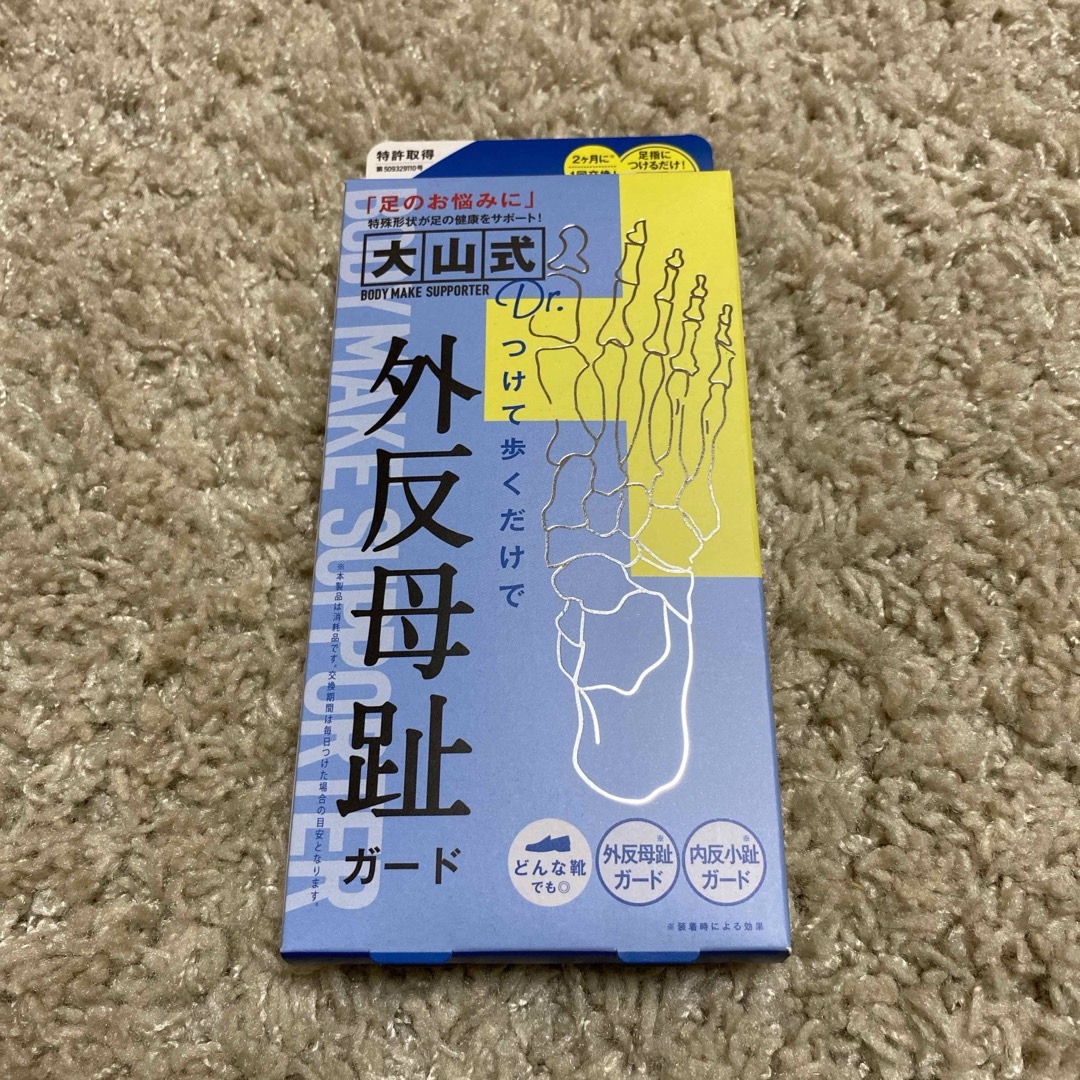 特許取得
第509329110号
2ヶ月に※
1回交換!
足指に
つけるだけ!
「足のお悩みに」
特殊形状が足の健康をサポート!
大山式
BODY MAKE SUPPORTER
Dr.
つけて歩くだけで
外反母趾
ガード
BODY MAKE SUPPORTER
※本製品は消耗品です。交換期間は毎日つけた場合の目安となります。
どんな靴
でも◎
※
外反母趾
ガード
※
内反小趾
ガード
※装着時による効果